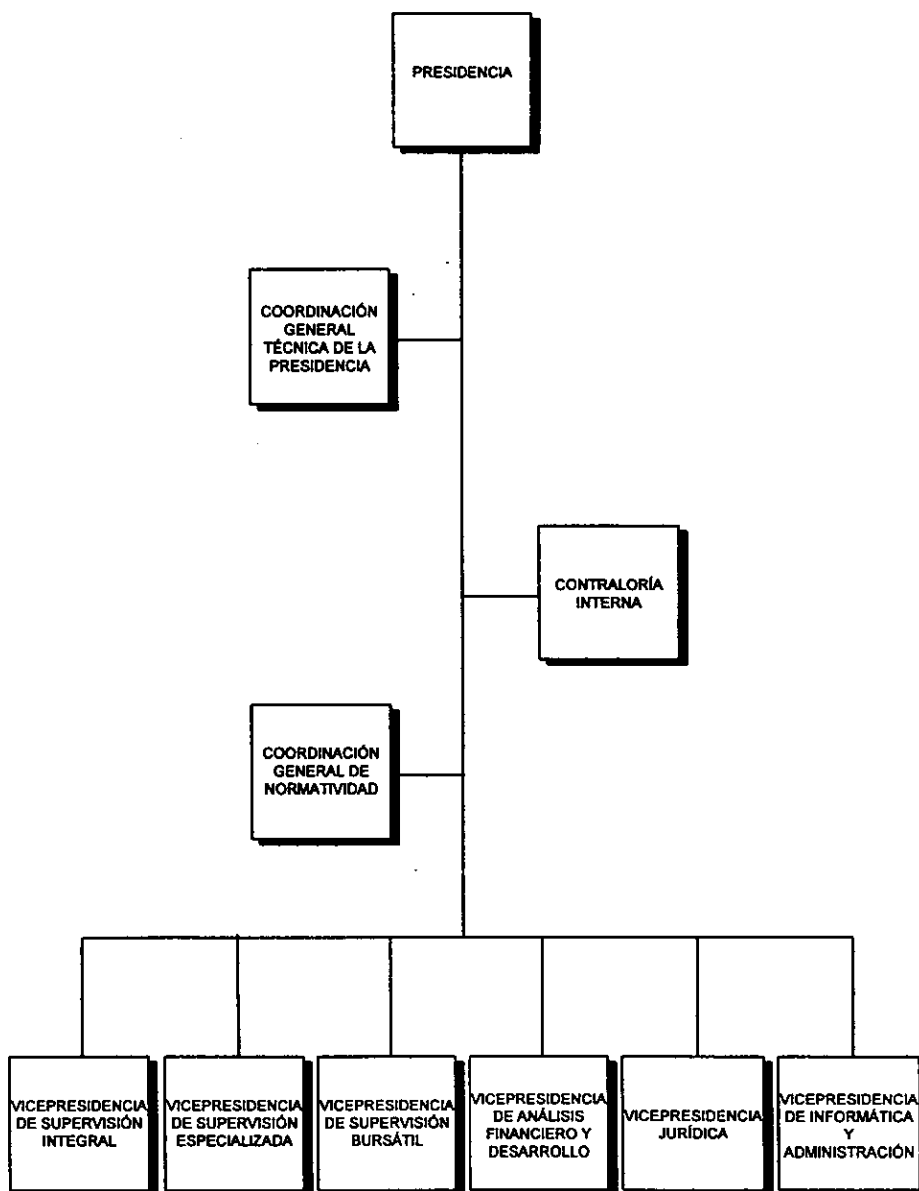 PRESIDENCIA
COORDINACIÓN
GENERAL
TÉCNICA DE LA
PRESIDENCIA
CONTRALORÍA
INTERNA
COORDINACIÓN
GENERAL DE
NORMATIVIDAD
VICEPRESIDENCIA
DE SUPERVISIÓN
INTEGRAL
VICEPRESIDENCIA
DE SUPERVISIÓN
ESPECIALIZADA
VICEPRESIDENCIA
DE SUPERVISIÓN
BURSÁTIL
VICEPRESIDENCIA
DE ANÁLISIS
FINANCIERO Y
DESARROLLO
VICEPRESIDENCIA
JURÍDICA
VICEPRESIDENCIA
DE INFORMÁTICA
Y
ADMINISTRACIÓN